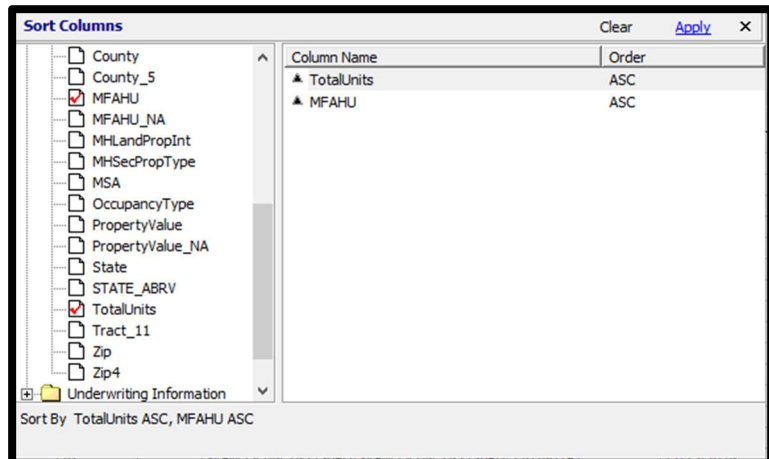 Sort Columns Clear Apply X
County
County_5
MFAHU
MFAHU_NA
MHLandPropInt
MHSecPropType
MSA
OccupancyType
PropertyValue
PropertyValue_NA
State
STATE_ABRV
TotalUnits
Tract_11
Zip
Zip4
Underwriting Information
Column Name Order
TotalUnits ASC
MFAHU ASC
Sort By TotalUnits ASC, MFAHU ASC